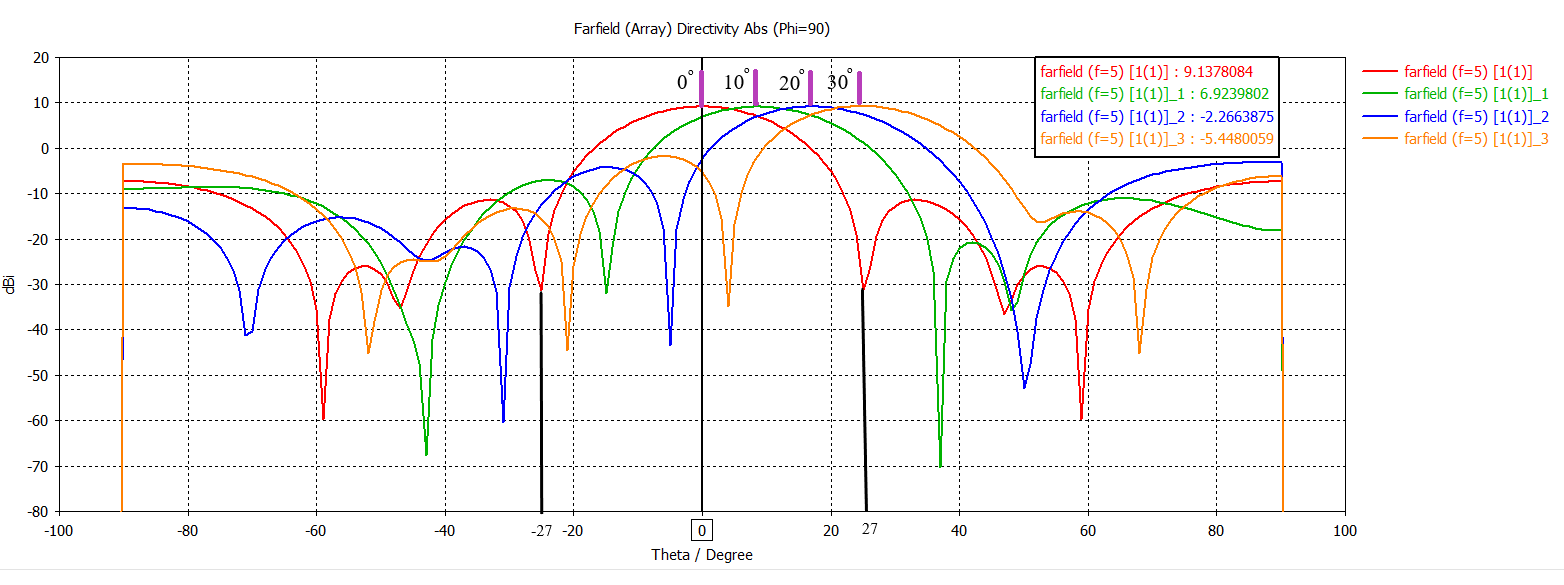 Farfield (Array) Directivity Abs (Phi=90)
20
10
0
-10
-20
-30
-40
-50
-60
-70
-80
dBi
0° 10° 20° 30°
farfield (f=5) [1(1)] : 9.1378084
farfield (f=5) [1(1)]_1 : 6.9239802
farfield (f=5) [1(1)]_2 : -2.2663875
farfield (f=5) [1(1)]_3 : -5.4480059
farfield (f=5) [1(1)]
farfield (f=5) [1(1)]_1
farfield (f=5) [1(1)]_2
farfield (f=5) [1(1)]_3
-100 -80 -60 -40 -27 -20 0 20 27 40 60 80 100
Theta / Degree